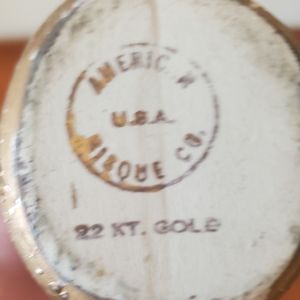 AMERICAN
U.S.A.
BISQUE CO.
22 KT. GOLD